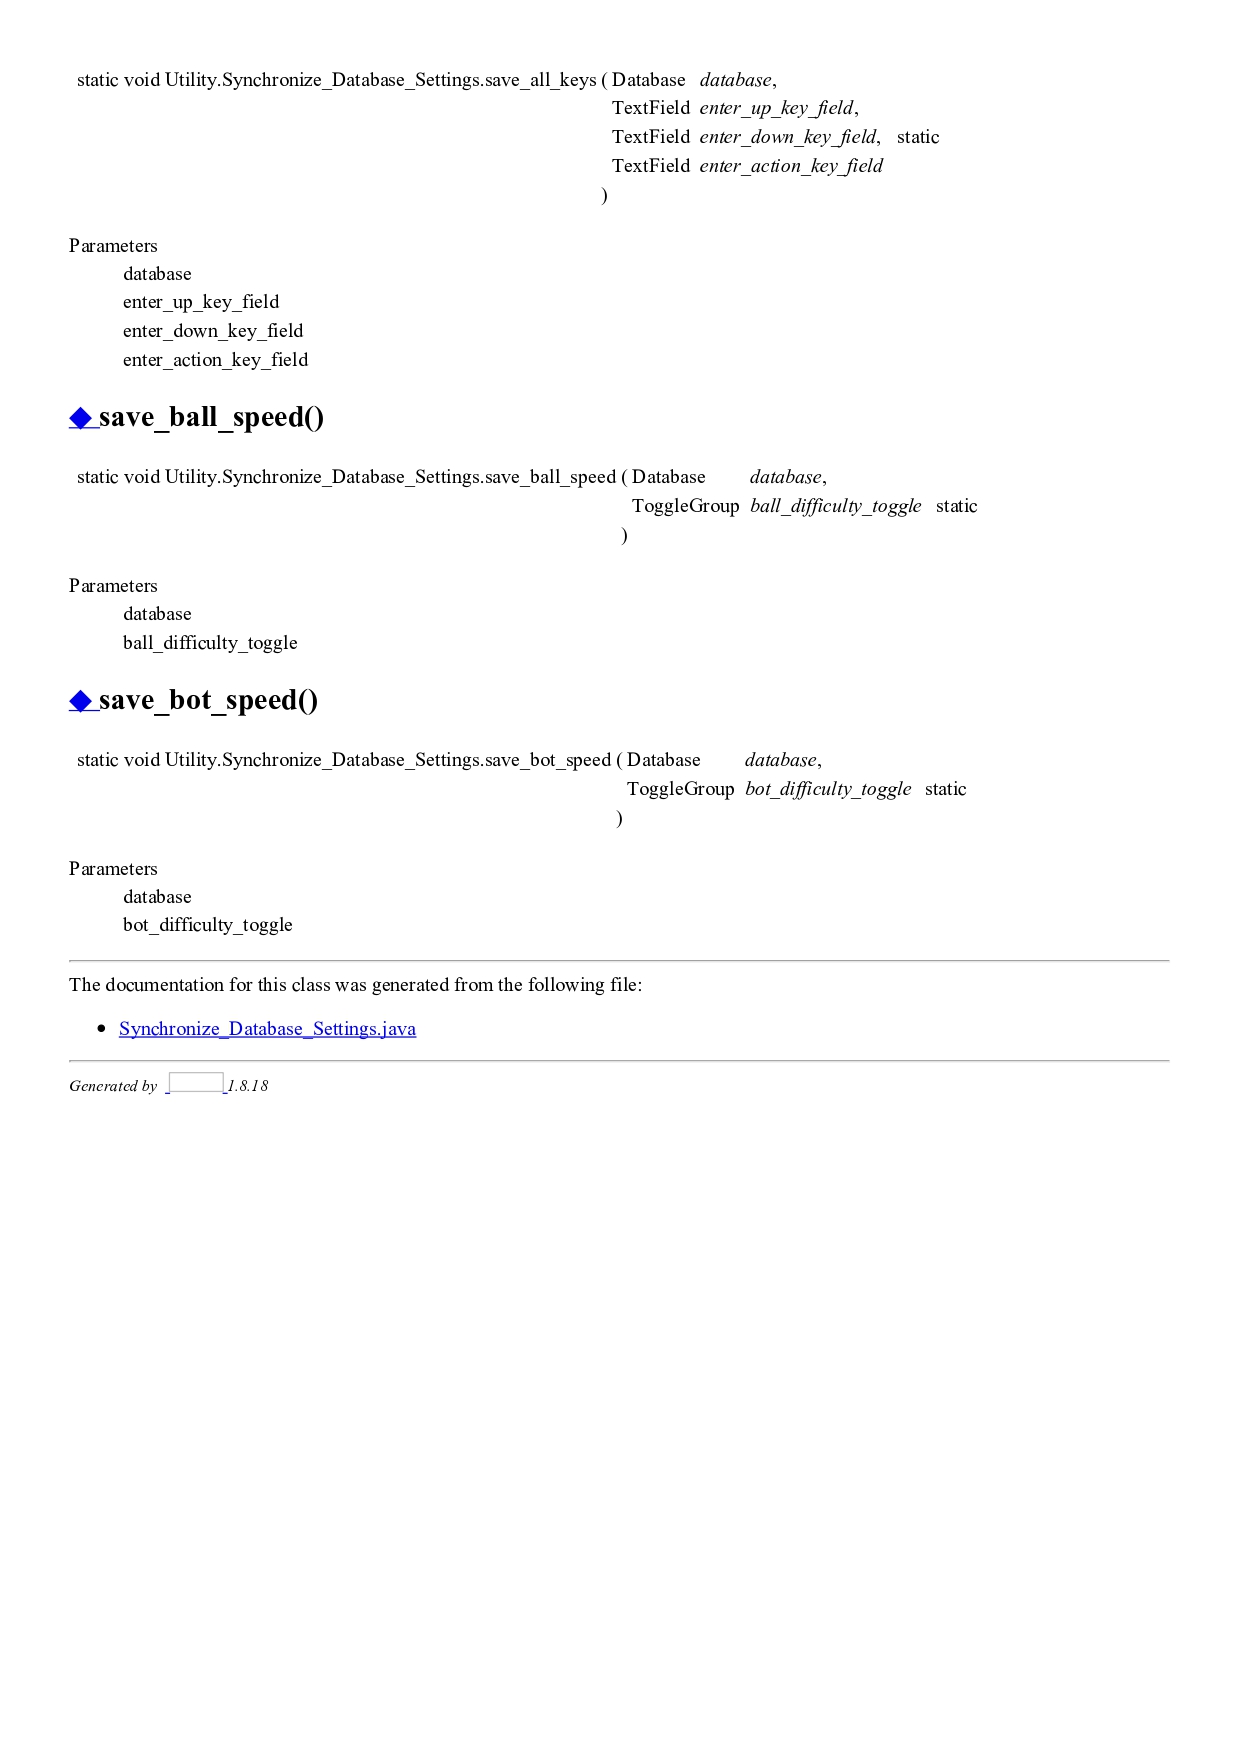 static void Utility.Synchronize_Database_Settings.save_all_keys ( Database database,
TextField enter_up_key_field,
TextField enter_down_key_field, static
TextField enter_action_key_field
)
Parameters
database
enter_up_key_field
enter_down_key_field
enter_action_key_field
◆ save_ball_speed()
static void Utility.Synchronize_Database_Settings.save_ball_speed ( Database database,
ToggleGroup ball_difficulty_toggle static
)
Parameters
database
ball_difficulty_toggle
◆ save_bot_speed()
static void Utility.Synchronize_Database_Settings.save_bot_speed ( Database database,
ToggleGroup bot_difficulty_toggle static
)
Parameters
database
bot_difficulty_toggle
The documentation for this class was generated from the following file:
• Synchronize_Database_Settings.java
Generated by 1.8.18